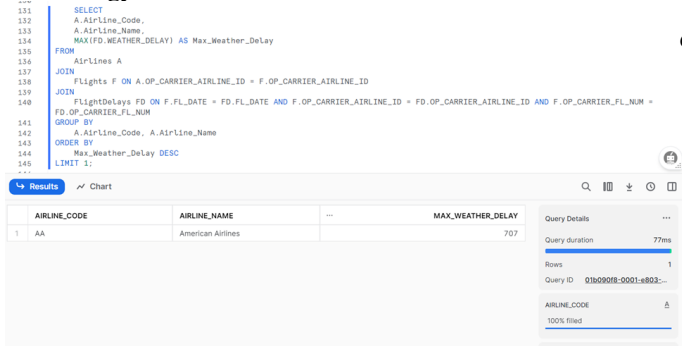 131 SELECT
132 A.Airline_Code,
133 A.Airline_Name,
134 MAX(FD.WEATHER_DELAY) AS Max_Weather_Delay
135 FROM
136 Airlines A
137 JOIN
138 Flights F ON A.OP_CARRIER_AIRLINE_ID = F.OP_CARRIER_AIRLINE_ID
139 JOIN
140 FlightDelays FD ON F.FL_DATE = FD.FL_DATE AND F.OP_CARRIER_AIRLINE_ID = FD.OP_CARRIER_AIRLINE_ID AND F.OP_CARRIER_FL_NUM =
FD.OP_CARRIER_FL_NUM
141 GROUP BY
142 A.Airline_Code, A.Airline_Name
143 ORDER BY
144 Max_Weather_Delay DESC
145 LIMIT 1;
Results Chart
AIRLINE_CODE AIRLINE_NAME ... MAX_WEATHER_DELAY
1 AA American Airlines 707
Query Details ...
Query duration 77ms
Rows 1
Query ID 01b090f8-0001-e803-...
AIRLINE_CODE A
100% filled